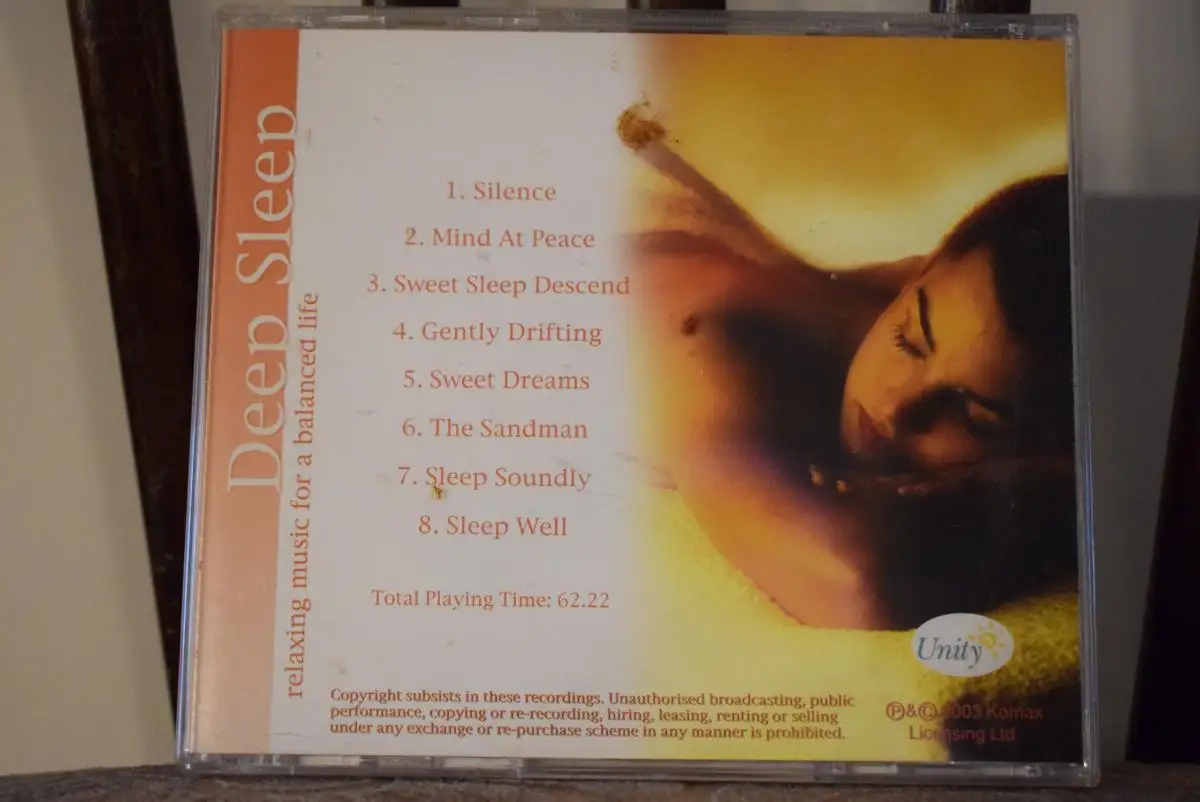 Deep Sleep
relaxing music for a balanced life
1. Silence
2. Mind At Peace
3. Sweet Sleep Descend
4. Gently Drifting
5. Sweet Dreams
6. The Sandman
7. Sleep Soundly
8. Sleep Well
Total Playing Time: 62.22
Copyright subsists in these recordings. Unauthorised broadcasting, public
performance, copying or re-recording, hiring, leasing, renting or selling
under any exchange or re-purchase scheme in any manner is prohibited.
Unity
Ⓟ&© 2005 Komax
Licensing Ltd